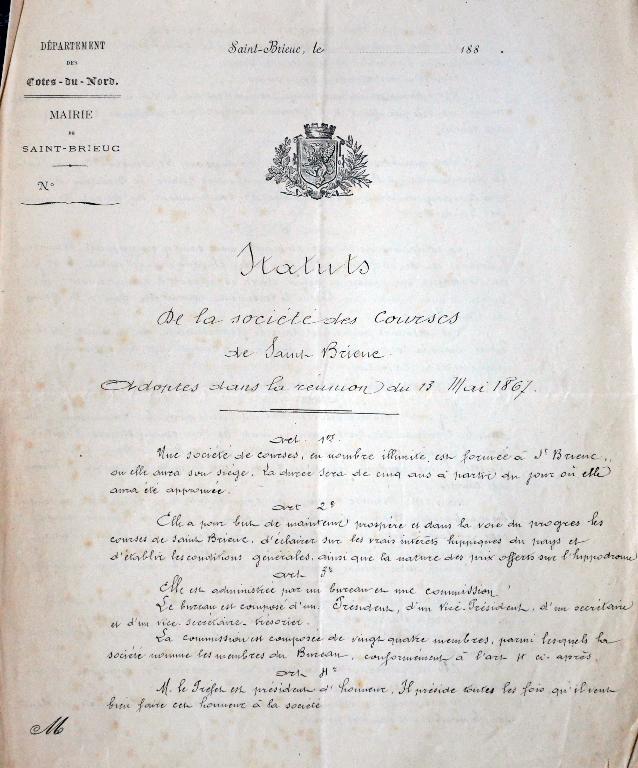 DÉPARTEMENT
DES
Cotes-du-Nord.
MAIRIE
DE
SAINT-BRIEUC
N°
Saint-Brieuc, le 188 .
Statuts
De la société des Courses
de Saint Brieuc
Adoptés dans la réunion du 13 Mai 1867.
art. 1er.
Une société de courses, en nombre illimité, est formée à St Brieuc,
où elle aura son siège. La durée sera de cinq ans à partir du jour où elle
aura été approuvée.
art 2e
Elle a pour but de maintenir prospère et dans la voie du progrès les
courses de Saint Brieuc, d'éclairer sur les vrais intérêts hippiques du pays et
d'établir les conditions générales, ainsi que la nature des prix offerts sur l'hippodrome
art. 3e
Elle est administrée par un bureau et une commission.
Le bureau est composé d'un Président, d'un Vice-Président, d'un secrétaire
et d'un vice-secrétaire-trésorier.
La commission est composée de vingt quatre membres, parmi lesquels la
société nomme les membres du Bureau, conformément à l'art 11 ci-après.
art. 4e
M. le Préfet est président d'honneur. Il préside toutes les fois qu'il veut
bien faire cet honneur à la société
M